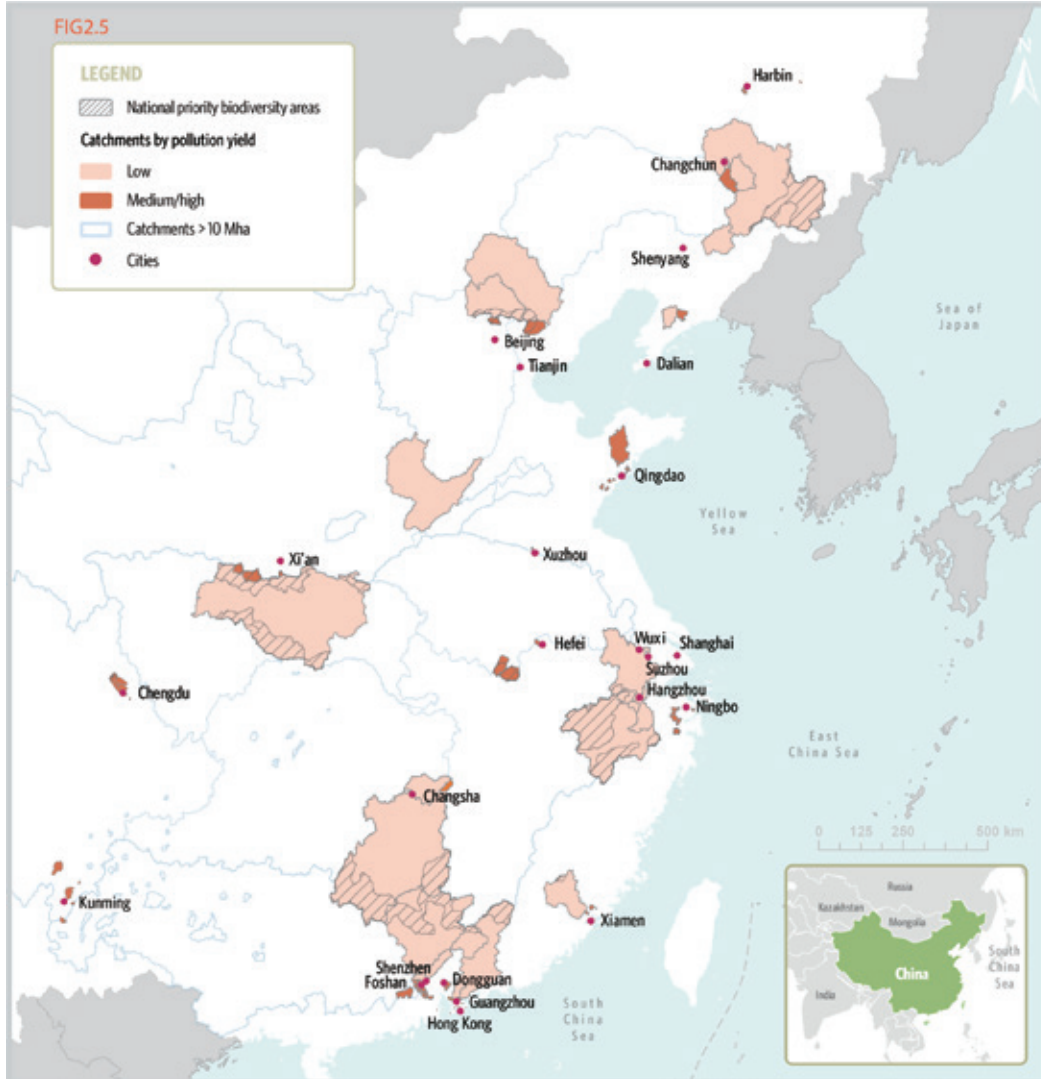 FIG2.5
LEGEND
National priority biodiversity areas
Catchments by pollution yield
Low
Medium/high
Catchments >10 Mha
Cities
N
Harbin
Changchun
Shenyang
Sea of
Japan
Beijing
Tianjin
Dalian
Qingdao
Yellow
Sea
Xi'an
Xuzhou
Hefei
Wuxi
Shanghai
Suzhou
Chengdu
Hangzhou
Ningbo
East
China Sea
Changsha
0 125 250 500 km
Kunming
Xiamen
Shenzhen
Foshan
Dongguan
Guangzhou
Hong Kong
South
China
Sea
Russia
Kazakhstan
Mongolia
China
India
South
China
Sea